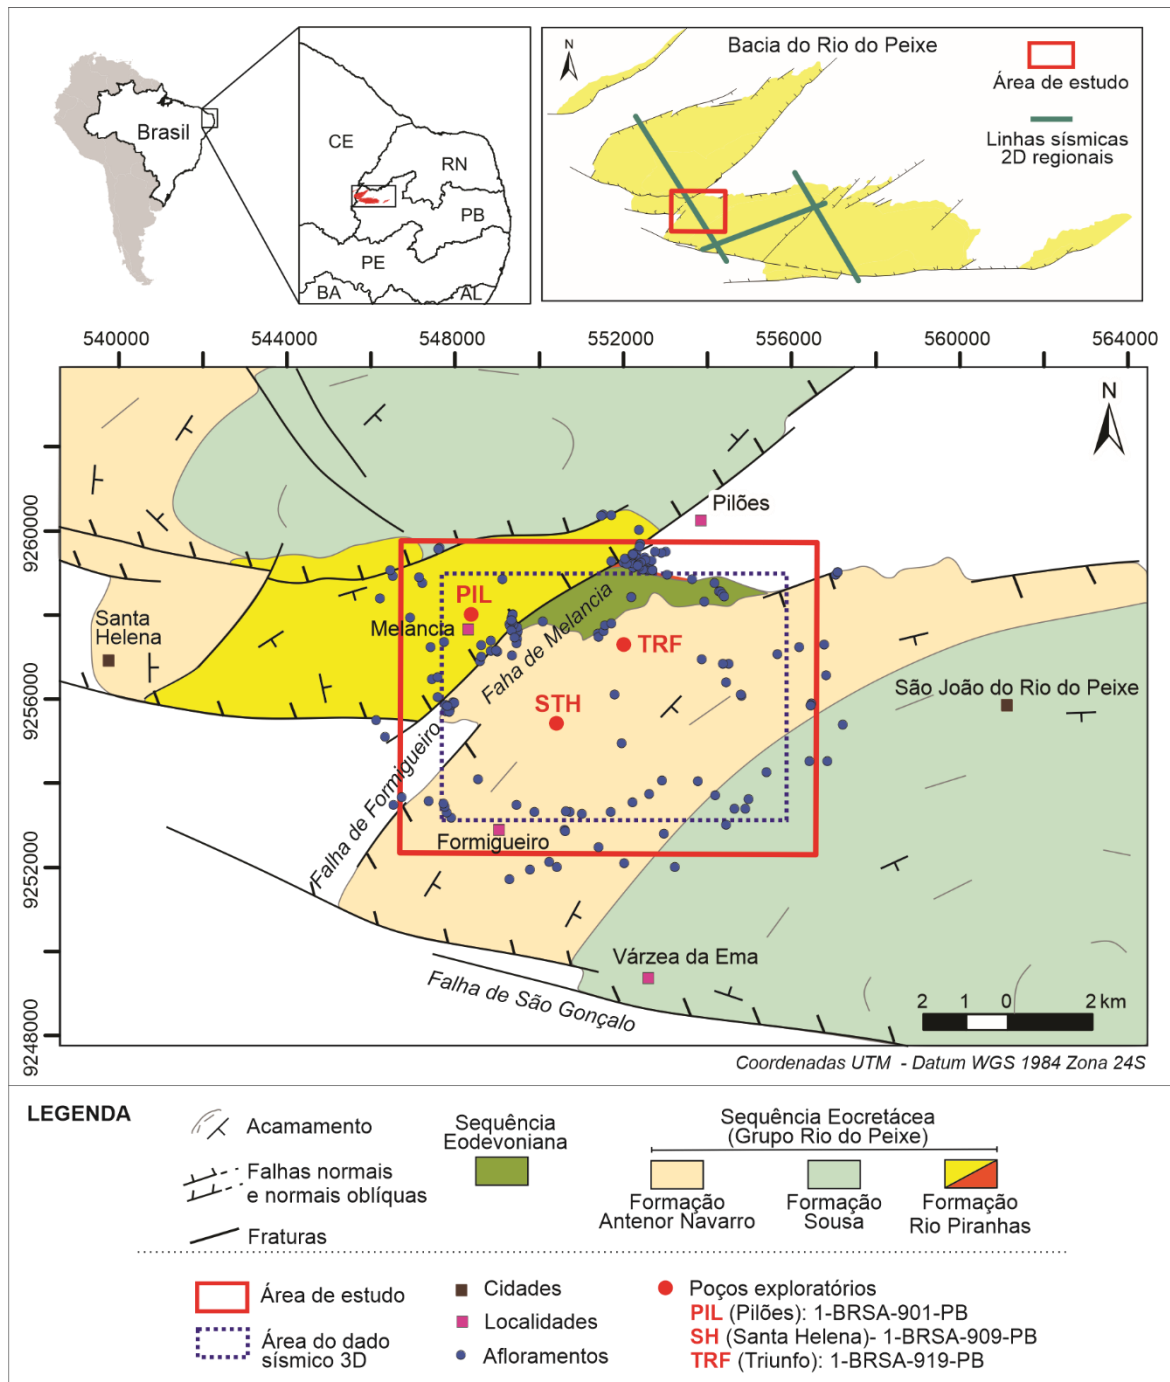 Brasil
CE
RN
PB
PE
BA
AL
N
Bacia do Rio do Peixe
Área de estudo
Linhas sísmicas
2D regionais
540000
544000
548000
552000
556000
560000
564000
9260000
9256000
9252000
9248000
N
Pilões
PIL
Melancia
Santa
Helena
Faha de Melancia
TRF
STH
São João do Rio do Peixe
Falha de Formigueiro
Formigueiro
Várzea da Ema
Falha de São Gonçalo
2 1 0 2 km
Coordenadas UTM - Datum WGS 1984 Zona 24S
LEGENDA
Acamamento
Falhas normais
e normais oblíquas
Fraturas
Sequência
Eodevoniana
Sequência Eocretácea
(Grupo Rio do Peixe)
Formação
Antenor Navarro
Formação
Sousa
Formação
Rio Piranhas
Área de estudo
Área do dado
sísmico 3D
Cidades
Localidades
Afloramentos
Poços exploratórios
PIL (Pilões): 1-BRSA-901-PB
SH (Santa Helena)- 1-BRSA-909-PB
TRF (Triunfo): 1-BRSA-919-PB